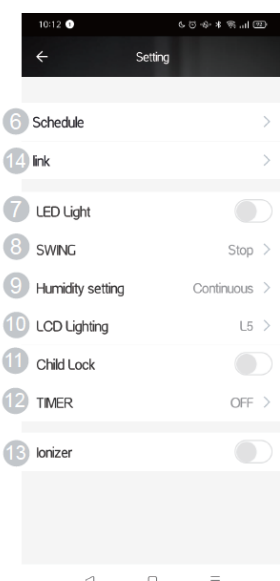 10:12
Setting
6 Schedule
14 link
7 LED Light
8 SWING Stop
9 Humidity setting Continuous
10 LCD Lighting L5
11 Child Lock
12 TIMER OFF
13 Ionizer